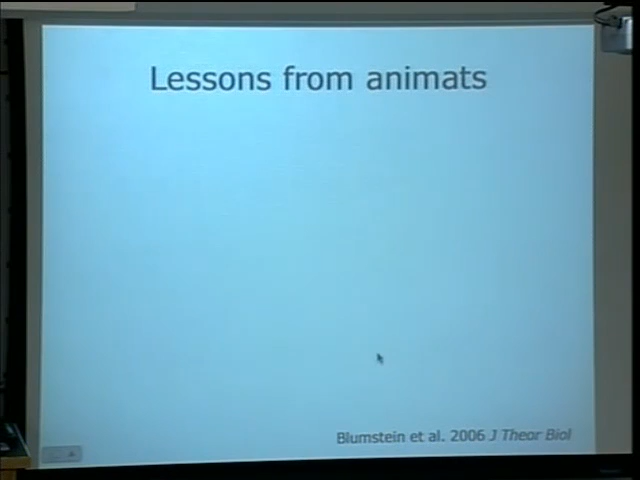 Lessons from animats
Blumstein et al. 2006 J Theor Biol